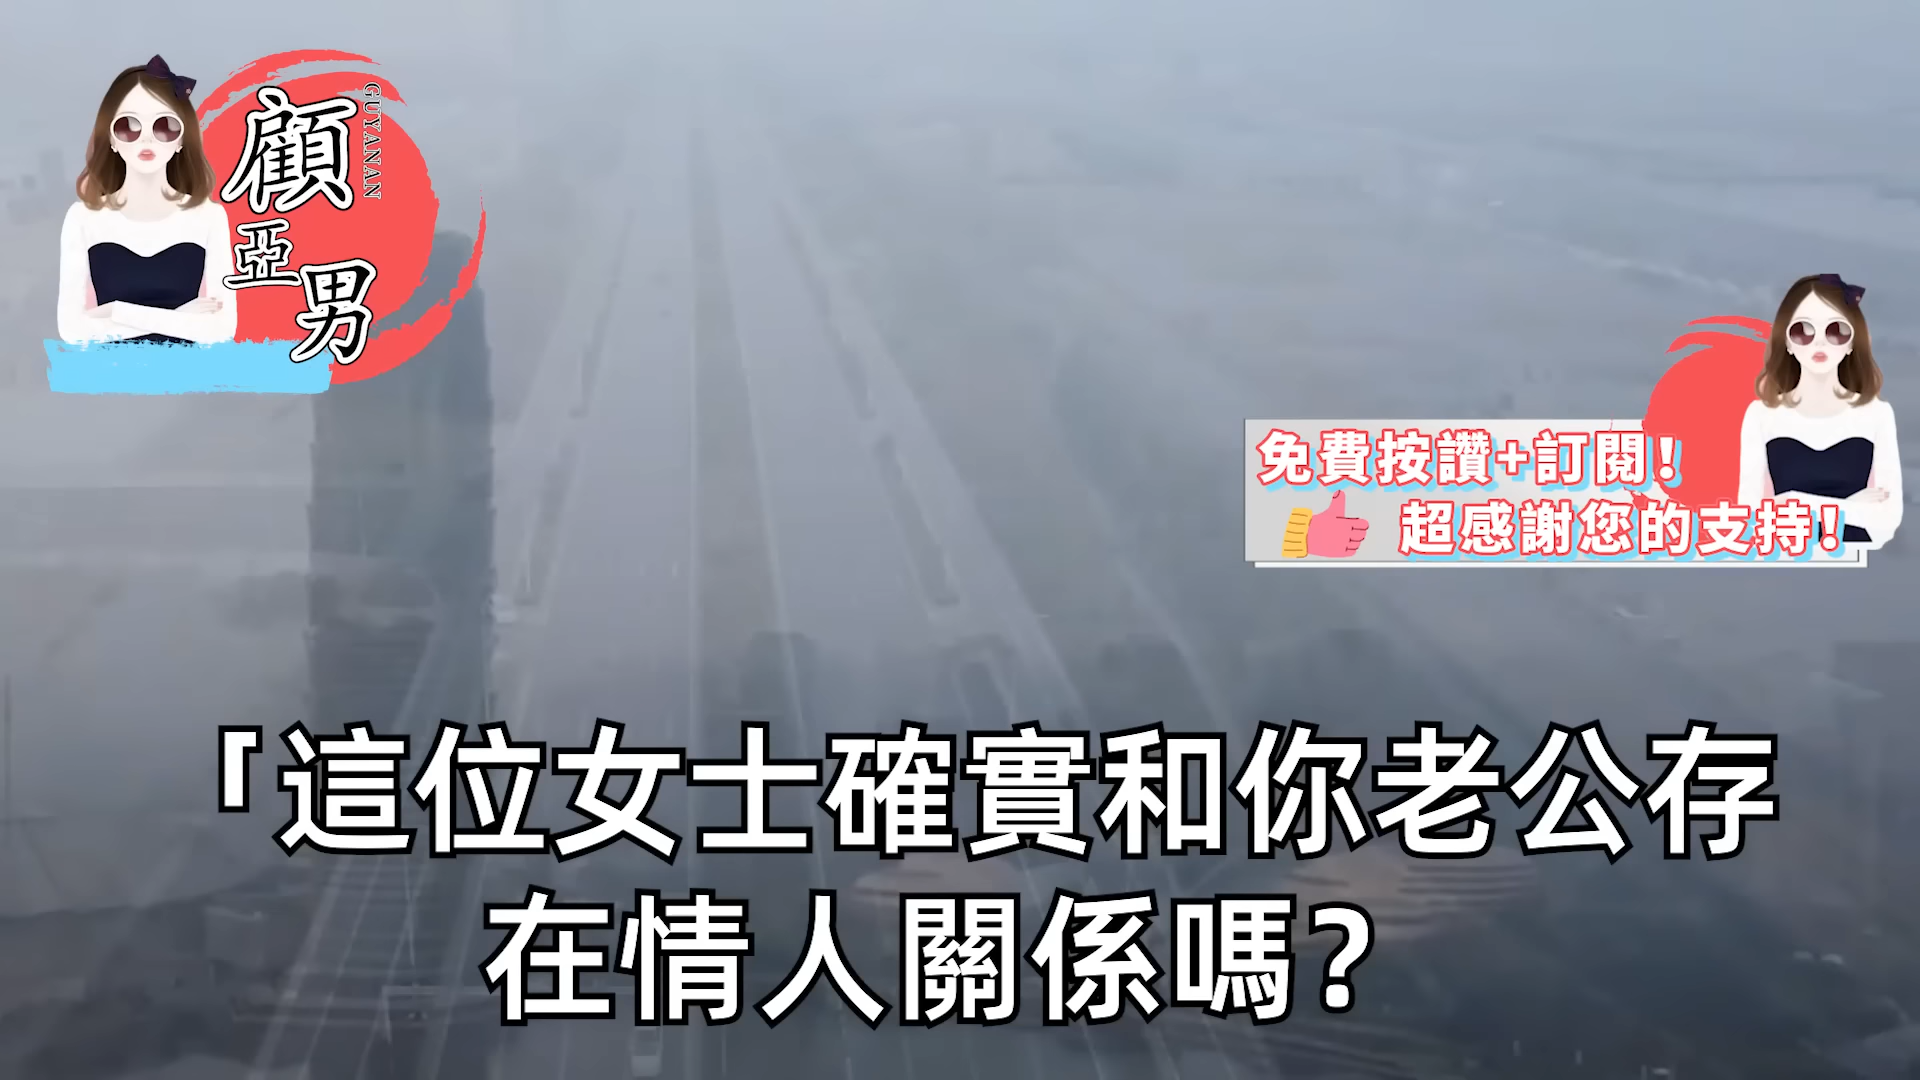 顧亞男
GUYANAN
免費按讚+訂閱!
超感謝您的支持!
「這位女士確實和你老公存
在情人關係嗎？